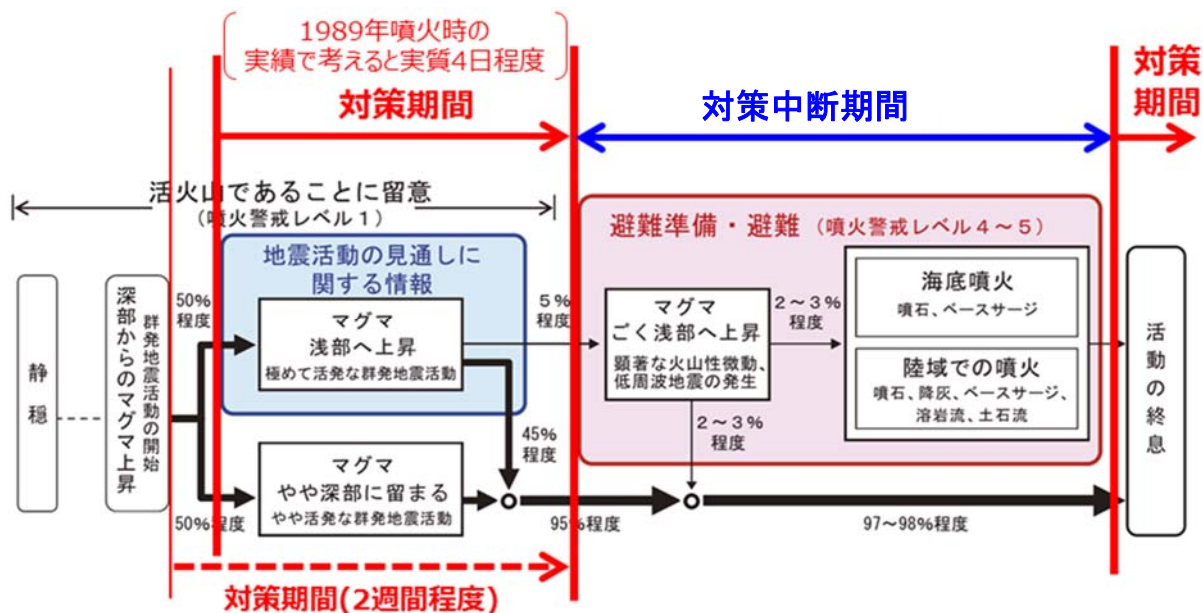 1989年噴火時の
実績で考えると実質4日程度
対策期間
対策中断期間
対策
期間
活火山であることに留意
(噴火警戒レベル1)
避難準備・避難（噴火警戒レベル4～5）
地震活動の見通しに
関する情報
静穏
群発地震活動の開始
深部からのマグマ上昇
50%
程度
マグマ
浅部へ上昇
極めて活発な群発地震活動
5%
程度
マグマ
ごく浅部へ上昇
顕著な火山性微動、
低周波地震の発生
2～3%
程度
海底噴火
噴石、ベースサージ
陸域での噴火
噴石、降灰、ベースサージ、
溶岩流、土石流
活動の終息
45%
程度
2～3%
程度
マグマ
やや深部に留まる
やや活発な群発地震活動
50%程度
95%程度
97～98%程度
対策期間(2週間程度)